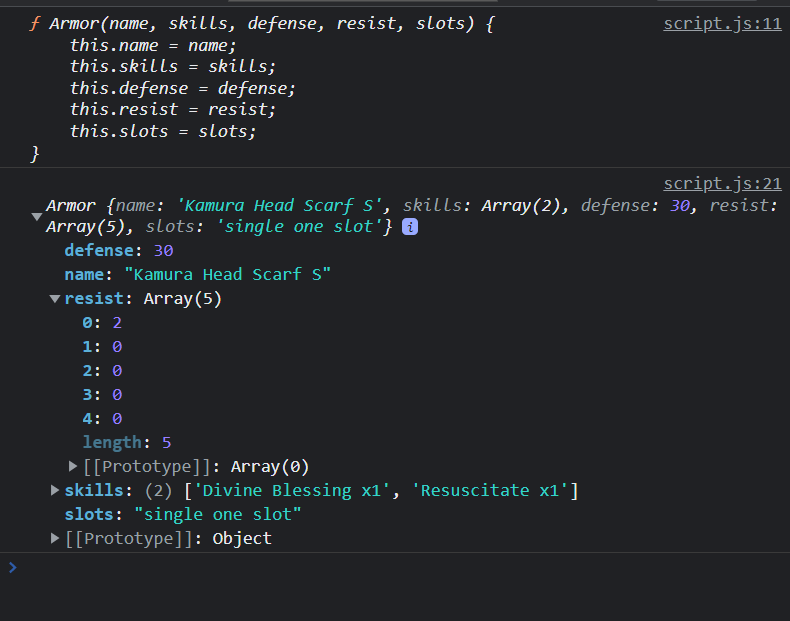 f Armor(name, skills, defense, resist, slots) { script.js:11
this.name = name;
this.skills = skills;
this.defense = defense;
this.resist = resist;
this.slots = slots;
}
script.js:21
Armor {name: 'Kamura Head Scarf S', skills: Array(2), defense: 30, resist:
Array(5), slots: 'single one slot'} i
defense: 30
name: "Kamura Head Scarf S"
resist: Array(5)
0: 2
1: 0
2: 0
3: 0
4: 0
length: 5
[[Prototype]]: Array(0)
skills: (2) ['Divine Blessing x1', 'Resuscitate x1']
slots: "single one slot"
[[Prototype]]: Object